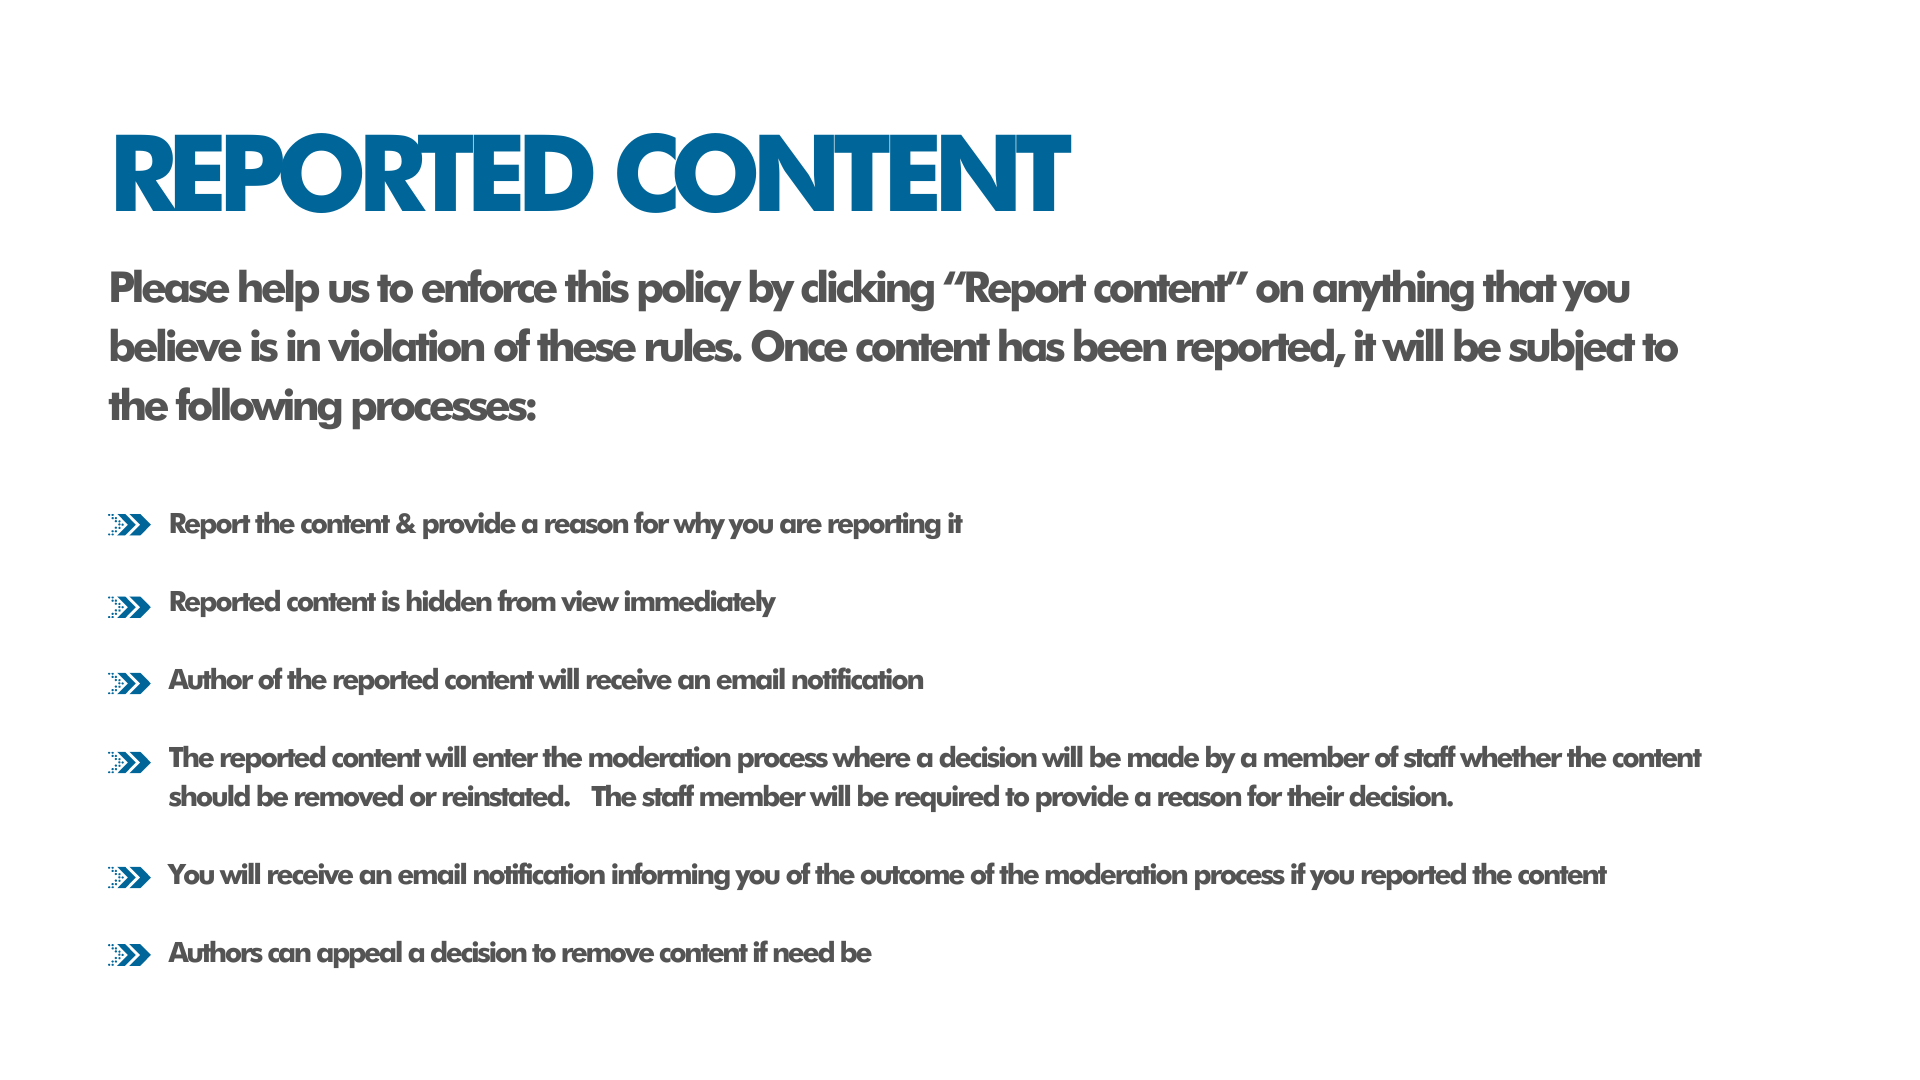 REPORTED CONTENT
Please help us to enforce this policy by clicking “Report content” on anything that you
believe is in violation of these rules. Once content has been reported, it will be subject to
the following processes:
Report the content & provide a reason for why you are reporting it
Reported content is hidden from view immediately
Author of the reported content will receive an email notification
The reported content will enter the moderation process where a decision will be made by a member of staff whether the content
should be removed or reinstated.   The staff member will be required to provide a reason for their decision.
You will receive an email notification informing you of the outcome of the moderation process if you reported the content
Authors can appeal a decision to remove content if need be